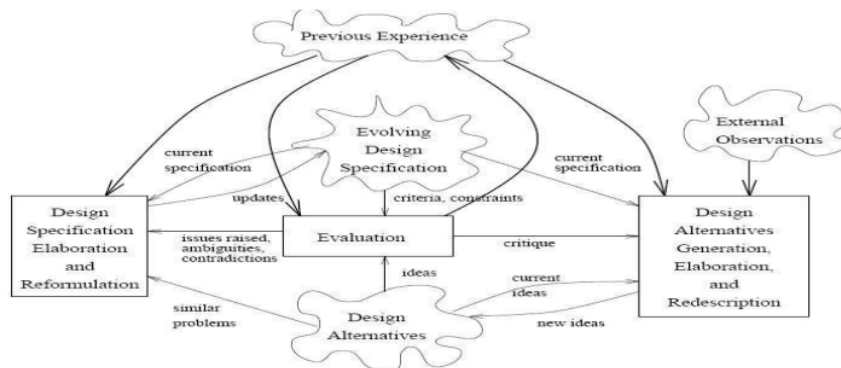 Previous Experience
External
Observations
Evolving
Design
Specification
current
specification
current
specification
updates
criteria, constraints
Design
Specification
Elaboration
and
Reformulation
Evaluation
Design
Alternatives
Generation,
Elaboration,
and
Redescription
issues raised,
ambiguities,
contradictions
critique
ideas
current
ideas
similar
problems
Design
Alternatives
new ideas